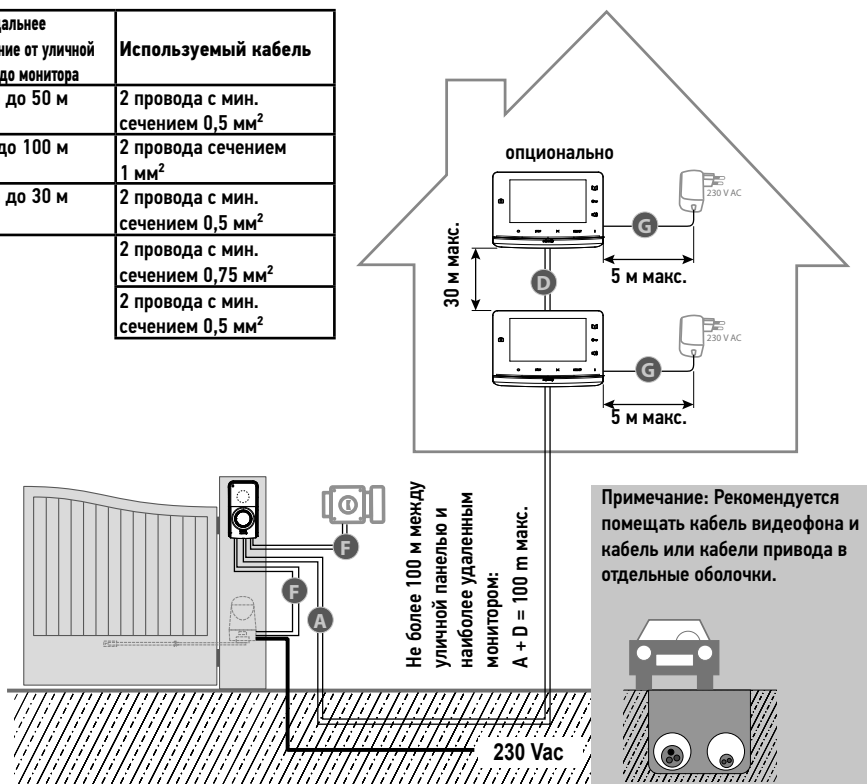 до монитора
Используемый кабель
до 50 м
2 провода с мин.
сечением 0,5 мм²
до 100 м
2 провода сечением
1 мм²
до 30 м
2 провода с мин.
сечением 0,5 мм²
2 провода с мин.
сечением 0,75 мм²
2 провода с мин.
сечением 0,5 мм²
опционально
230 V AC
G
5 м макс.
30 м макс.
D
230 V AC
G
5 м макс.
F
F
A
Не более 100 м между
уличной панелью и
наиболее удаленным
монитором:
A + D = 100 m макс.
230 Vac
Примечание: Рекомендуется
помещать кабель видеофона и
кабель или кабели привода в
отдельные оболочки.